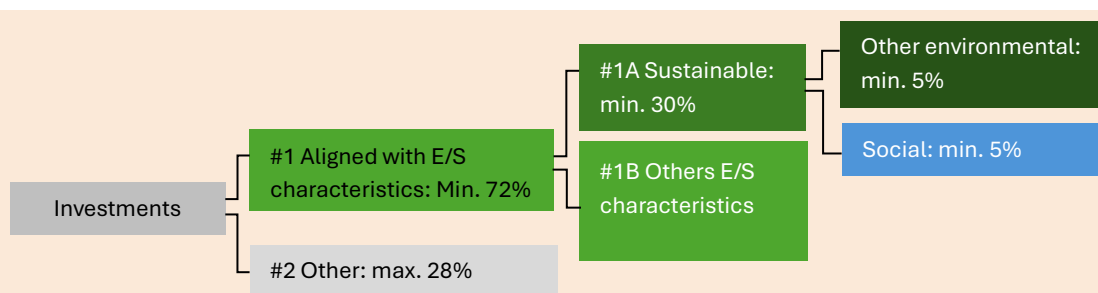 Investments
#1 Aligned with E/S
characteristics: Min. 72%
#2 Other: max. 28%
#1A Sustainable:
min. 30%
#1B Others E/S
characteristics
Other environmental:
min. 5%
Social: min. 5%